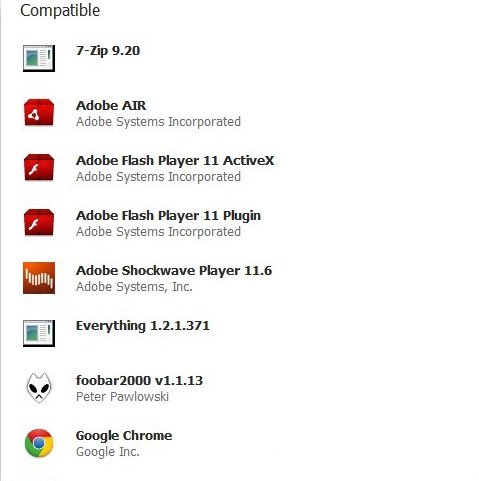 Compatible
7-Zip 9.20
Adobe AIR
Adobe Systems Incorporated
Adobe Flash Player 11 ActiveX
Adobe Systems Incorporated
Adobe Flash Player 11 Plugin
Adobe Systems Incorporated
Adobe Shockwave Player 11.6
Adobe Systems, Inc.
Everything 1.2.1.371
foobar2000 v1.1.13
Peter Pawlowski
Google Chrome
Google Inc.